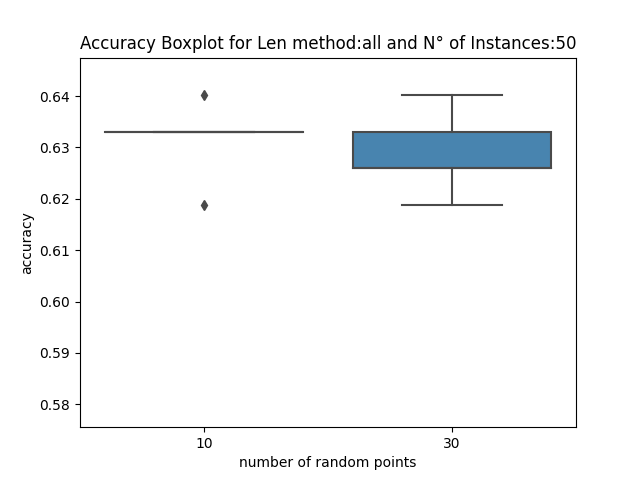 Accuracy Boxplot for Len method:all and N° of Instances:50
0.64
0.63
0.62
0.61
0.60
0.59
0.58
accuracy
10 30
number of random points